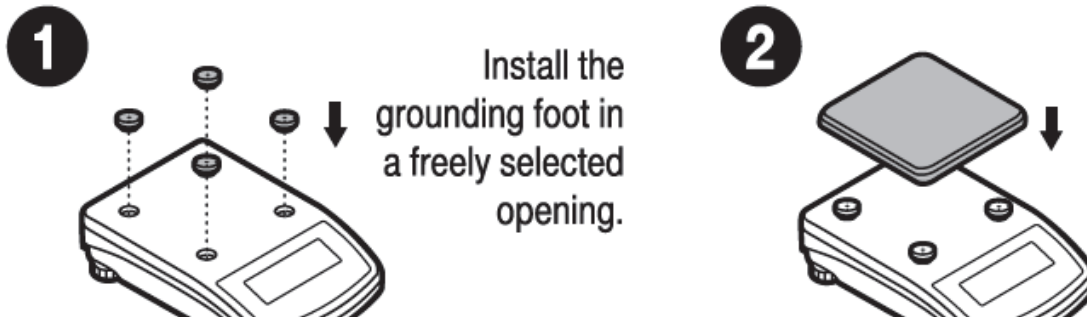 1
Install the
grounding foot in
a freely selected
opening.
2